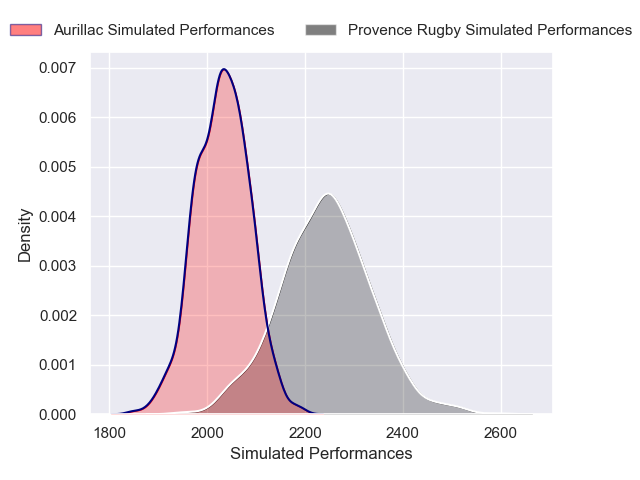 Aurillac Simulated Performances
Provence Rugby Simulated Performances
0.007
0.006
0.005
0.004
0.003
0.002
0.001
0.000
Density
1800 2000 2200 2400 2600
Simulated Performances